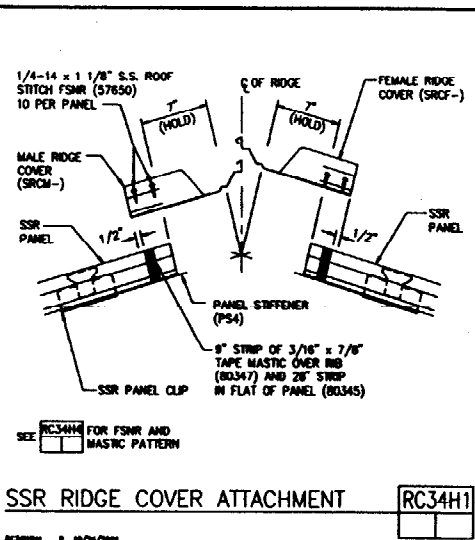 1/4-14 x 1 1/8" S.S. ROOF
STITCH FSNR (57650)
10 PER PANEL
7"
(HOLD)
℄ OF RIDGE
7"
(HOLD)
FEMALE RIDGE
COVER (SRCF-)
MALE RIDGE
COVER
(SRCM-)
SSR
PANEL
1/2"
1/2"
SSR
PANEL
PANEL STIFFENER
(PS4)
9" STRIP OF 3/16" x 7/8"
TAPE MASTIC OVER RIB
(80347) AND 28" STRIP
IN FLAT OF PANEL (80345)
SSR PANEL CLIP
SEE RC34H4 FOR FSNR AND
MASTIC PATTERN
SSR RIDGE COVER ATTACHMENT
RC34H1